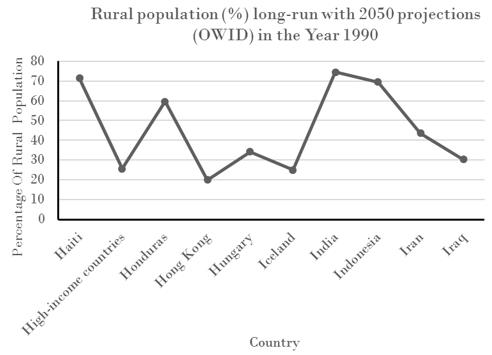 Rural population (%) long-run with 2050 projections
(OWID) in the Year 1990
Percentage Of Rural Population
80
70
60
50
40
30
20
10
0
Haiti
High-income countries
Honduras
Hong Kong
Hungary
Iceland
India
Indonesia
Iran
Iraq
Country